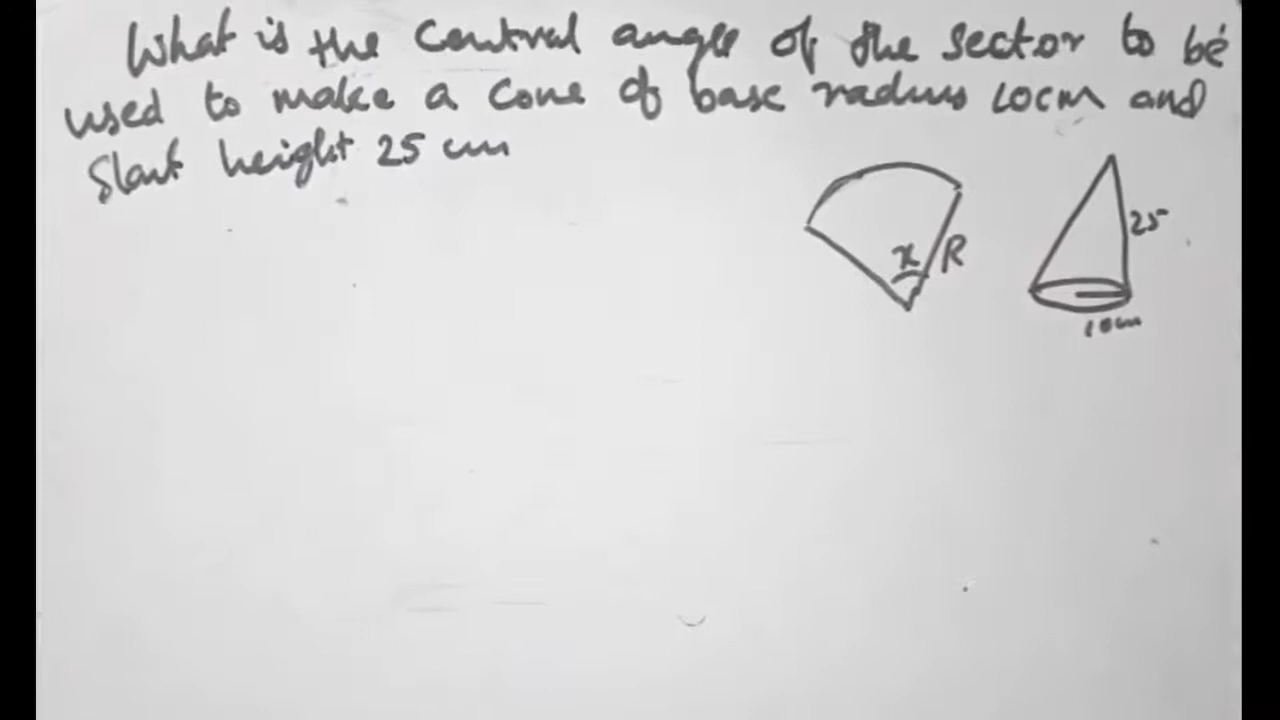 What is the central angle of the sector to be
used to make a cone of base radius 10cm and
Slant height 25 cm
x R
25
10cm